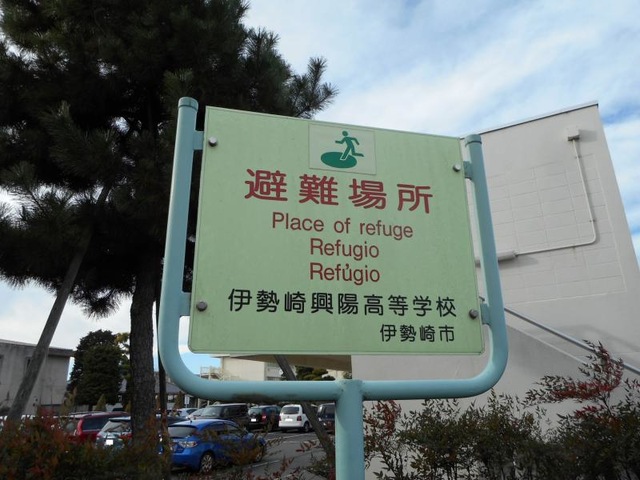 避難場所
Place of refuge
Refugio
Refúgio
伊勢崎興陽高等学校
伊勢崎市